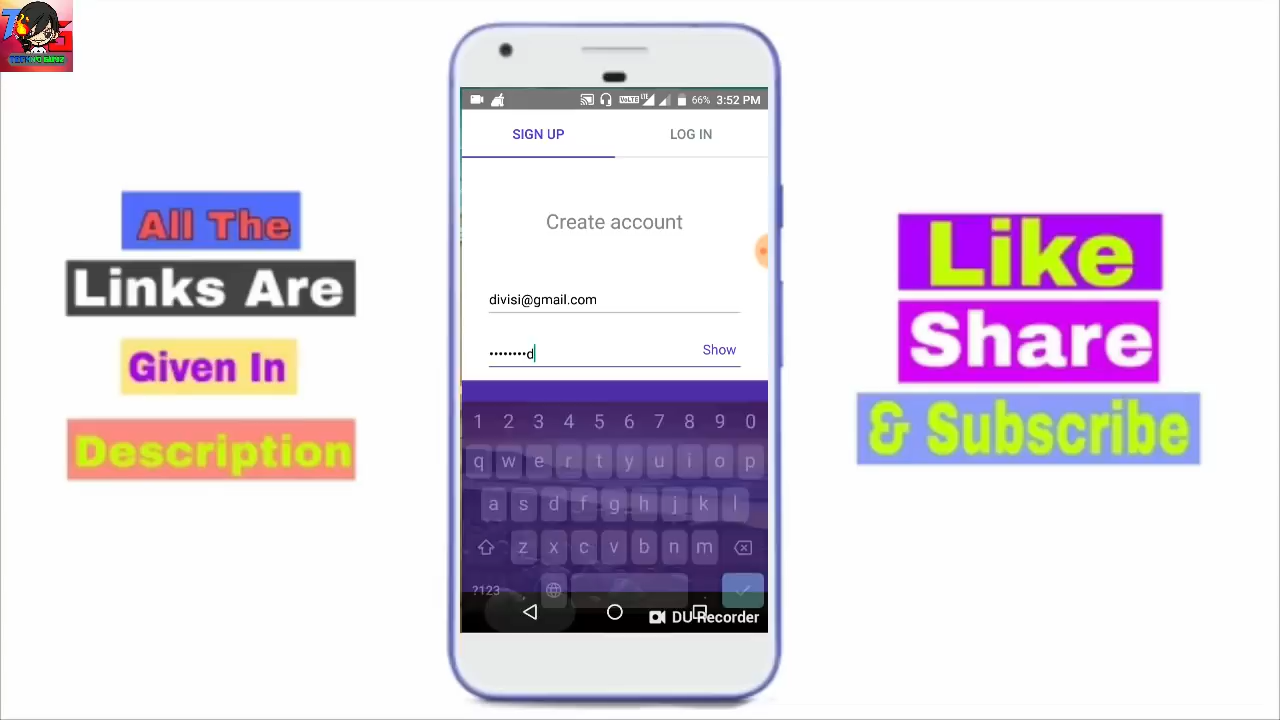 All The
Links Are
Given In
Description
66% 3:52 PM
SIGN UP
LOG IN
Create account
divisi@gmail.com
••••••••d
Show
1 2 3 4 5 6 7 8 9 0
q w e r t y u i o p
a s d f g h j k l
z x c v b n m
?123
DU Recorder
Like
Share
& Subscribe